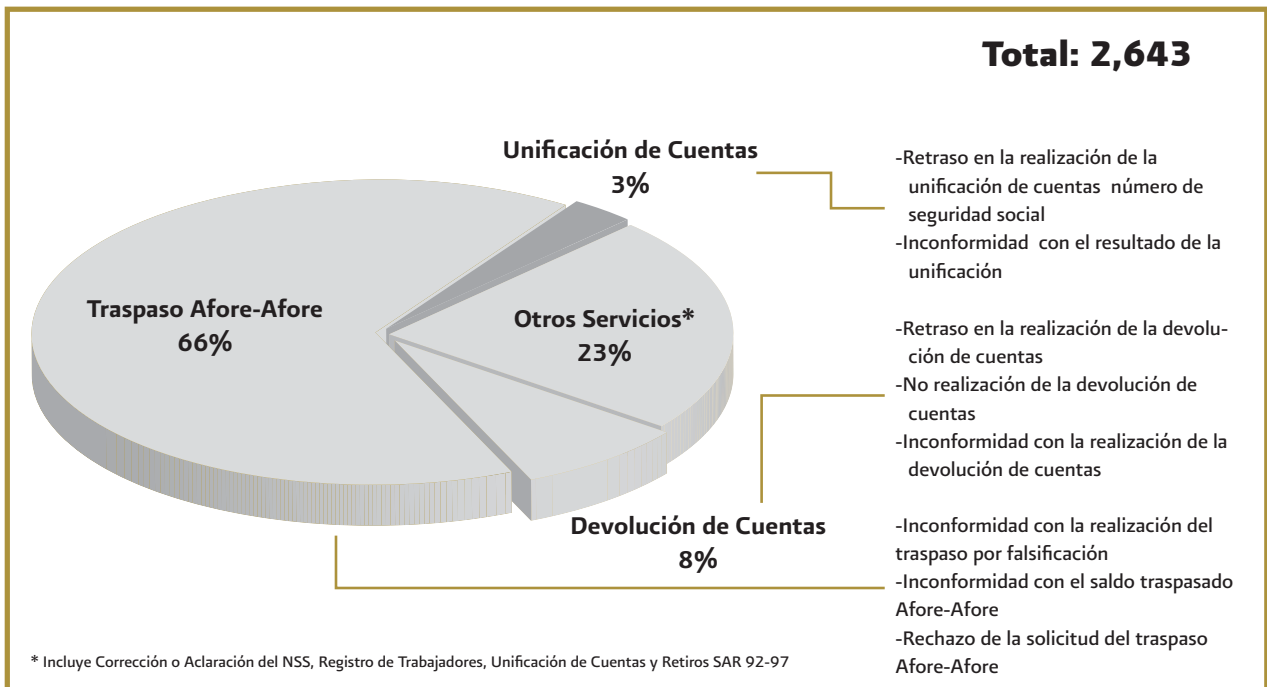 Total: 2,643
Unificación de Cuentas
3%
-Retraso en la realización de la
unificación de cuentas número de
seguridad social
-Inconformidad con el resultado de la
unificación
Traspaso Afore-Afore
66%
Otros Servicios*
23%
-Retraso en la realización de la devolu-
ción de cuentas
-No realización de la devolución de
cuentas
-Inconformidad con la realización de la
devolución de cuentas
Devolución de Cuentas
8%
-Inconformidad con la realización del
traspaso por falsificación
-Inconformidad con el saldo traspasado
Afore-Afore
-Rechazo de la solicitud del traspaso
Afore-Afore
* Incluye Corrección o Aclaración del NSS, Registro de Trabajadores, Unificación de Cuentas y Retiros SAR 92-97